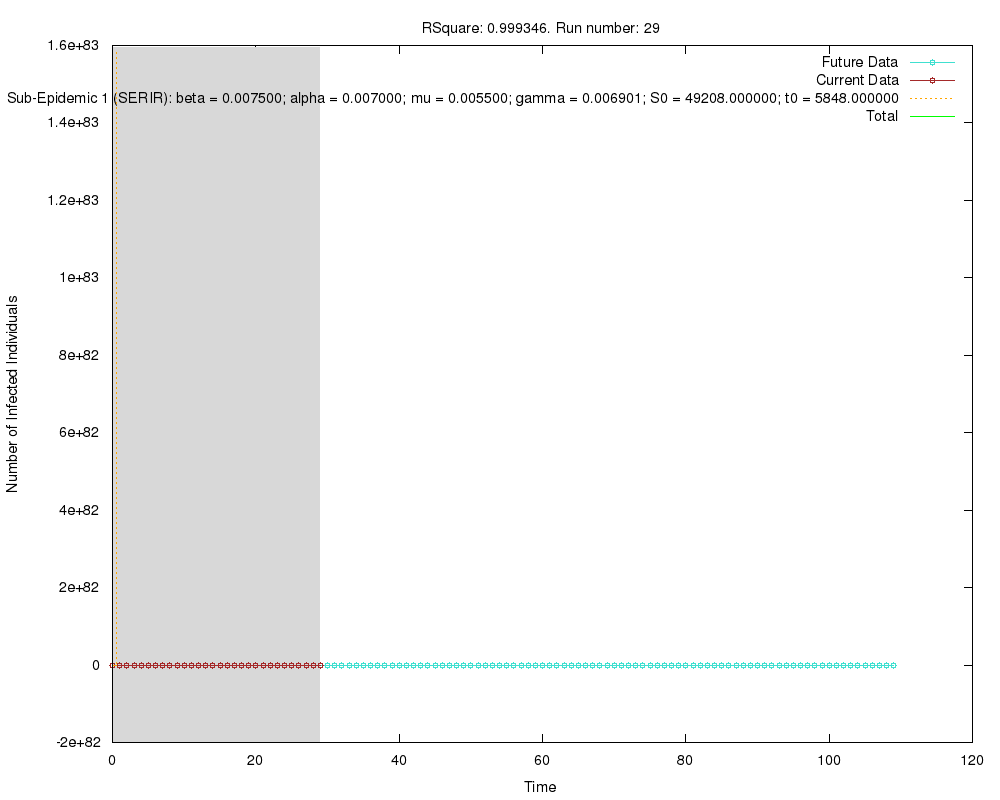 RSquare: 0.999346. Run number: 29
1.6e+83
Future Data
Current Data
Sub-Epidemic 1 (SERIR): beta = 0.007500; alpha = 0.007000; mu = 0.005500; gamma = 0.006901; S0 = 49208.000000; t0 = 5848.000000
Total
1.4e+83
1.2e+83
1e+83
8e+82
6e+82
4e+82
2e+82
0
-2e+82
Number of Infected Individuals
0 20 40 60 80 100 120
Time